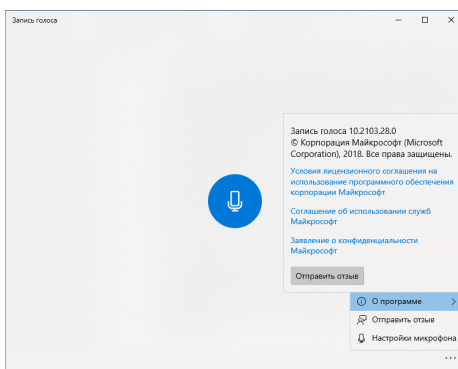 Запись голоса
Запись голоса 10.2103.28.0
© Корпорация Майкрософт (Microsoft
Corporation), 2018. Все права защищены.
Условия лицензионного соглашения на
использование программного обеспечения
корпорации Майкрософт
Соглашение об использовании служб
Майкрософт
Заявление о конфиденциальности
Майкрософт
Отправить отзыв
О программе
Отправить отзыв
Настройки микрофона